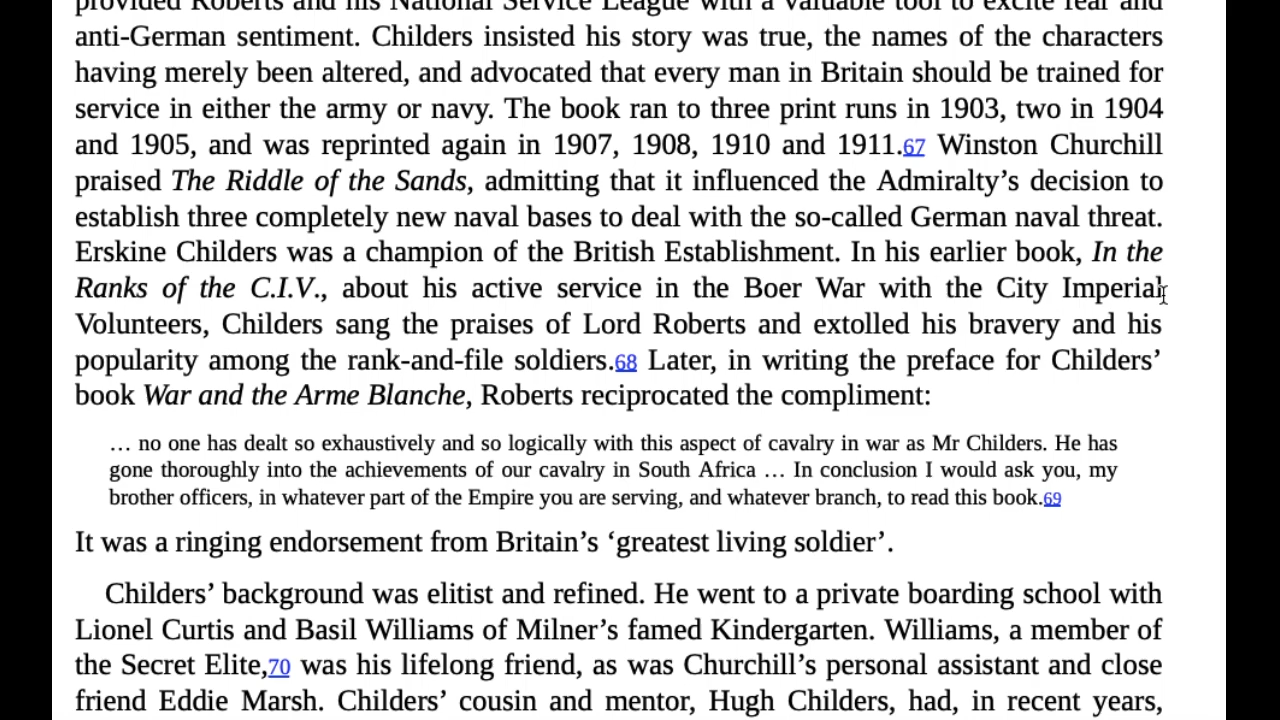 provided Roberts and his National Service League with a valuable tool to excite fear and
anti-German sentiment. Childers insisted his story was true, the names of the characters
having merely been altered, and advocated that every man in Britain should be trained for
service in either the army or navy. The book ran to three print runs in 1903, two in 1904
and 1905, and was reprinted again in 1907, 1908, 1910 and 1911.67 Winston Churchill
praised The Riddle of the Sands, admitting that it influenced the Admiralty’s decision to
establish three completely new naval bases to deal with the so-called German naval threat.
Erskine Childers was a champion of the British Establishment. In his earlier book, In the
Ranks of the C.I.V., about his active service in the Boer War with the City Imperial
Volunteers, Childers sang the praises of Lord Roberts and extolled his bravery and his
popularity among the rank-and-file soldiers.68 Later, in writing the preface for Childers’
book War and the Arme Blanche, Roberts reciprocated the compliment:
… no one has dealt so exhaustively and so logically with this aspect of cavalry in war as Mr Childers. He has
gone thoroughly into the achievements of our cavalry in South Africa … In conclusion I would ask you, my
brother officers, in whatever part of the Empire you are serving, and whatever branch, to read this book.69
It was a ringing endorsement from Britain’s ‘greatest living soldier’.
Childers’ background was elitist and refined. He went to a private boarding school with
Lionel Curtis and Basil Williams of Milner’s famed Kindergarten. Williams, a member of
the Secret Elite,70 was his lifelong friend, as was Churchill’s personal assistant and close
friend Eddie Marsh. Childers’ cousin and mentor, Hugh Childers, had, in recent years,